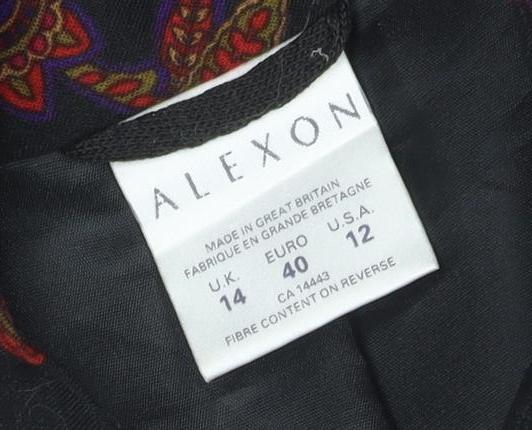 ALEXON
MADE IN GREAT BRITAIN
FABRIQUE EN GRANDE BRETAGNE
U.K. EURO U.S.A.
14 40 12
CA 14443
FIBRE CONTENT ON REVERSE